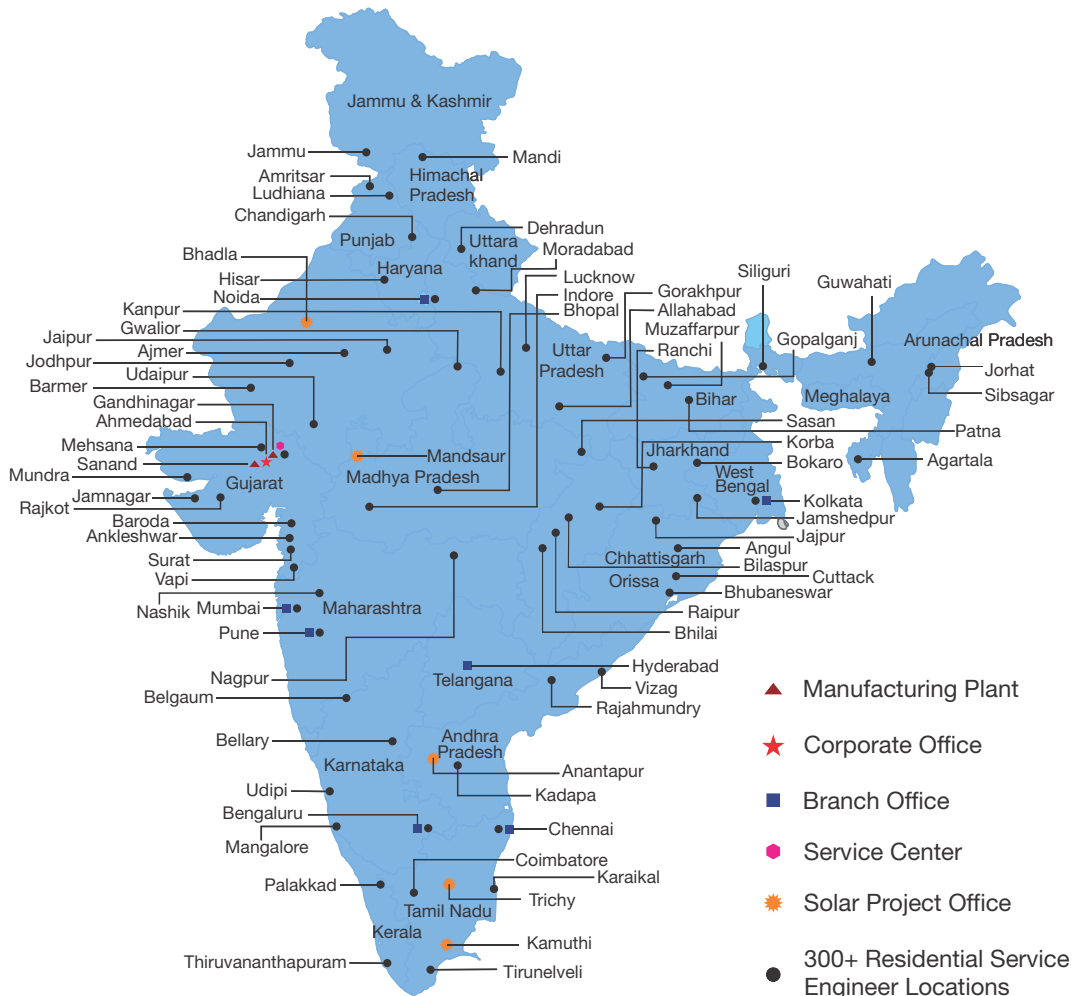 Jammu & Kashmir
Jammu
Mandi
Amritsar
Himachal
Pradesh
Ludhiana
Chandigarh
Dehradun
Punjab
Uttara
khand
Moradabad
Bhadla
Haryana
Lucknow
Siliguri
Hisar
Indore
Gorakhpur
Guwahati
Noida
Bhopal
Allahabad
Kanpur
Muzaffarpur
Gwalior
Gopalganj
Jaipur
Ranchi
Arunachal Pradesh
Ajmer
Uttar
Pradesh
Jodhpur
Jorhat
Udaipur
Barmer
Bihar
Meghalaya
Sibsagar
Gandhinagar
Ahmedabad
Sasan
Patna
Mehsana
Korba
Jharkhand
Mandsaur
Sanand
Bokaro
Agartala
Mundra
Gujarat
Madhya Pradesh
West
Bengal
Jamnagar
Kolkata
Rajkot
Jamshedpur
Baroda
Jajpur
Ankleshwar
Angul
Surat
Chhattisgarh
Bilaspur
Vapi
Orissa
Cuttack
Bhubaneswar
Nashik
Mumbai
Maharashtra
Raipur
Pune
Bhilai
Hyderabad
Nagpur
Telangana
Vizag
Belgaum
Rajahmundry
Manufacturing Plant
Bellary
Andhra
Pradesh
Corporate Office
Karnataka
Anantapur
Udipi
Kadapa
Branch Office
Bengaluru
Chennai
Mangalore
Service Center
Coimbatore
Karaikal
Palakkad
Trichy
Solar Project Office
Tamil Nadu
Kerala
Kamuthi
Thiruvananthapuram
Tirunelveli
300+ Residential Service
Engineer Locations